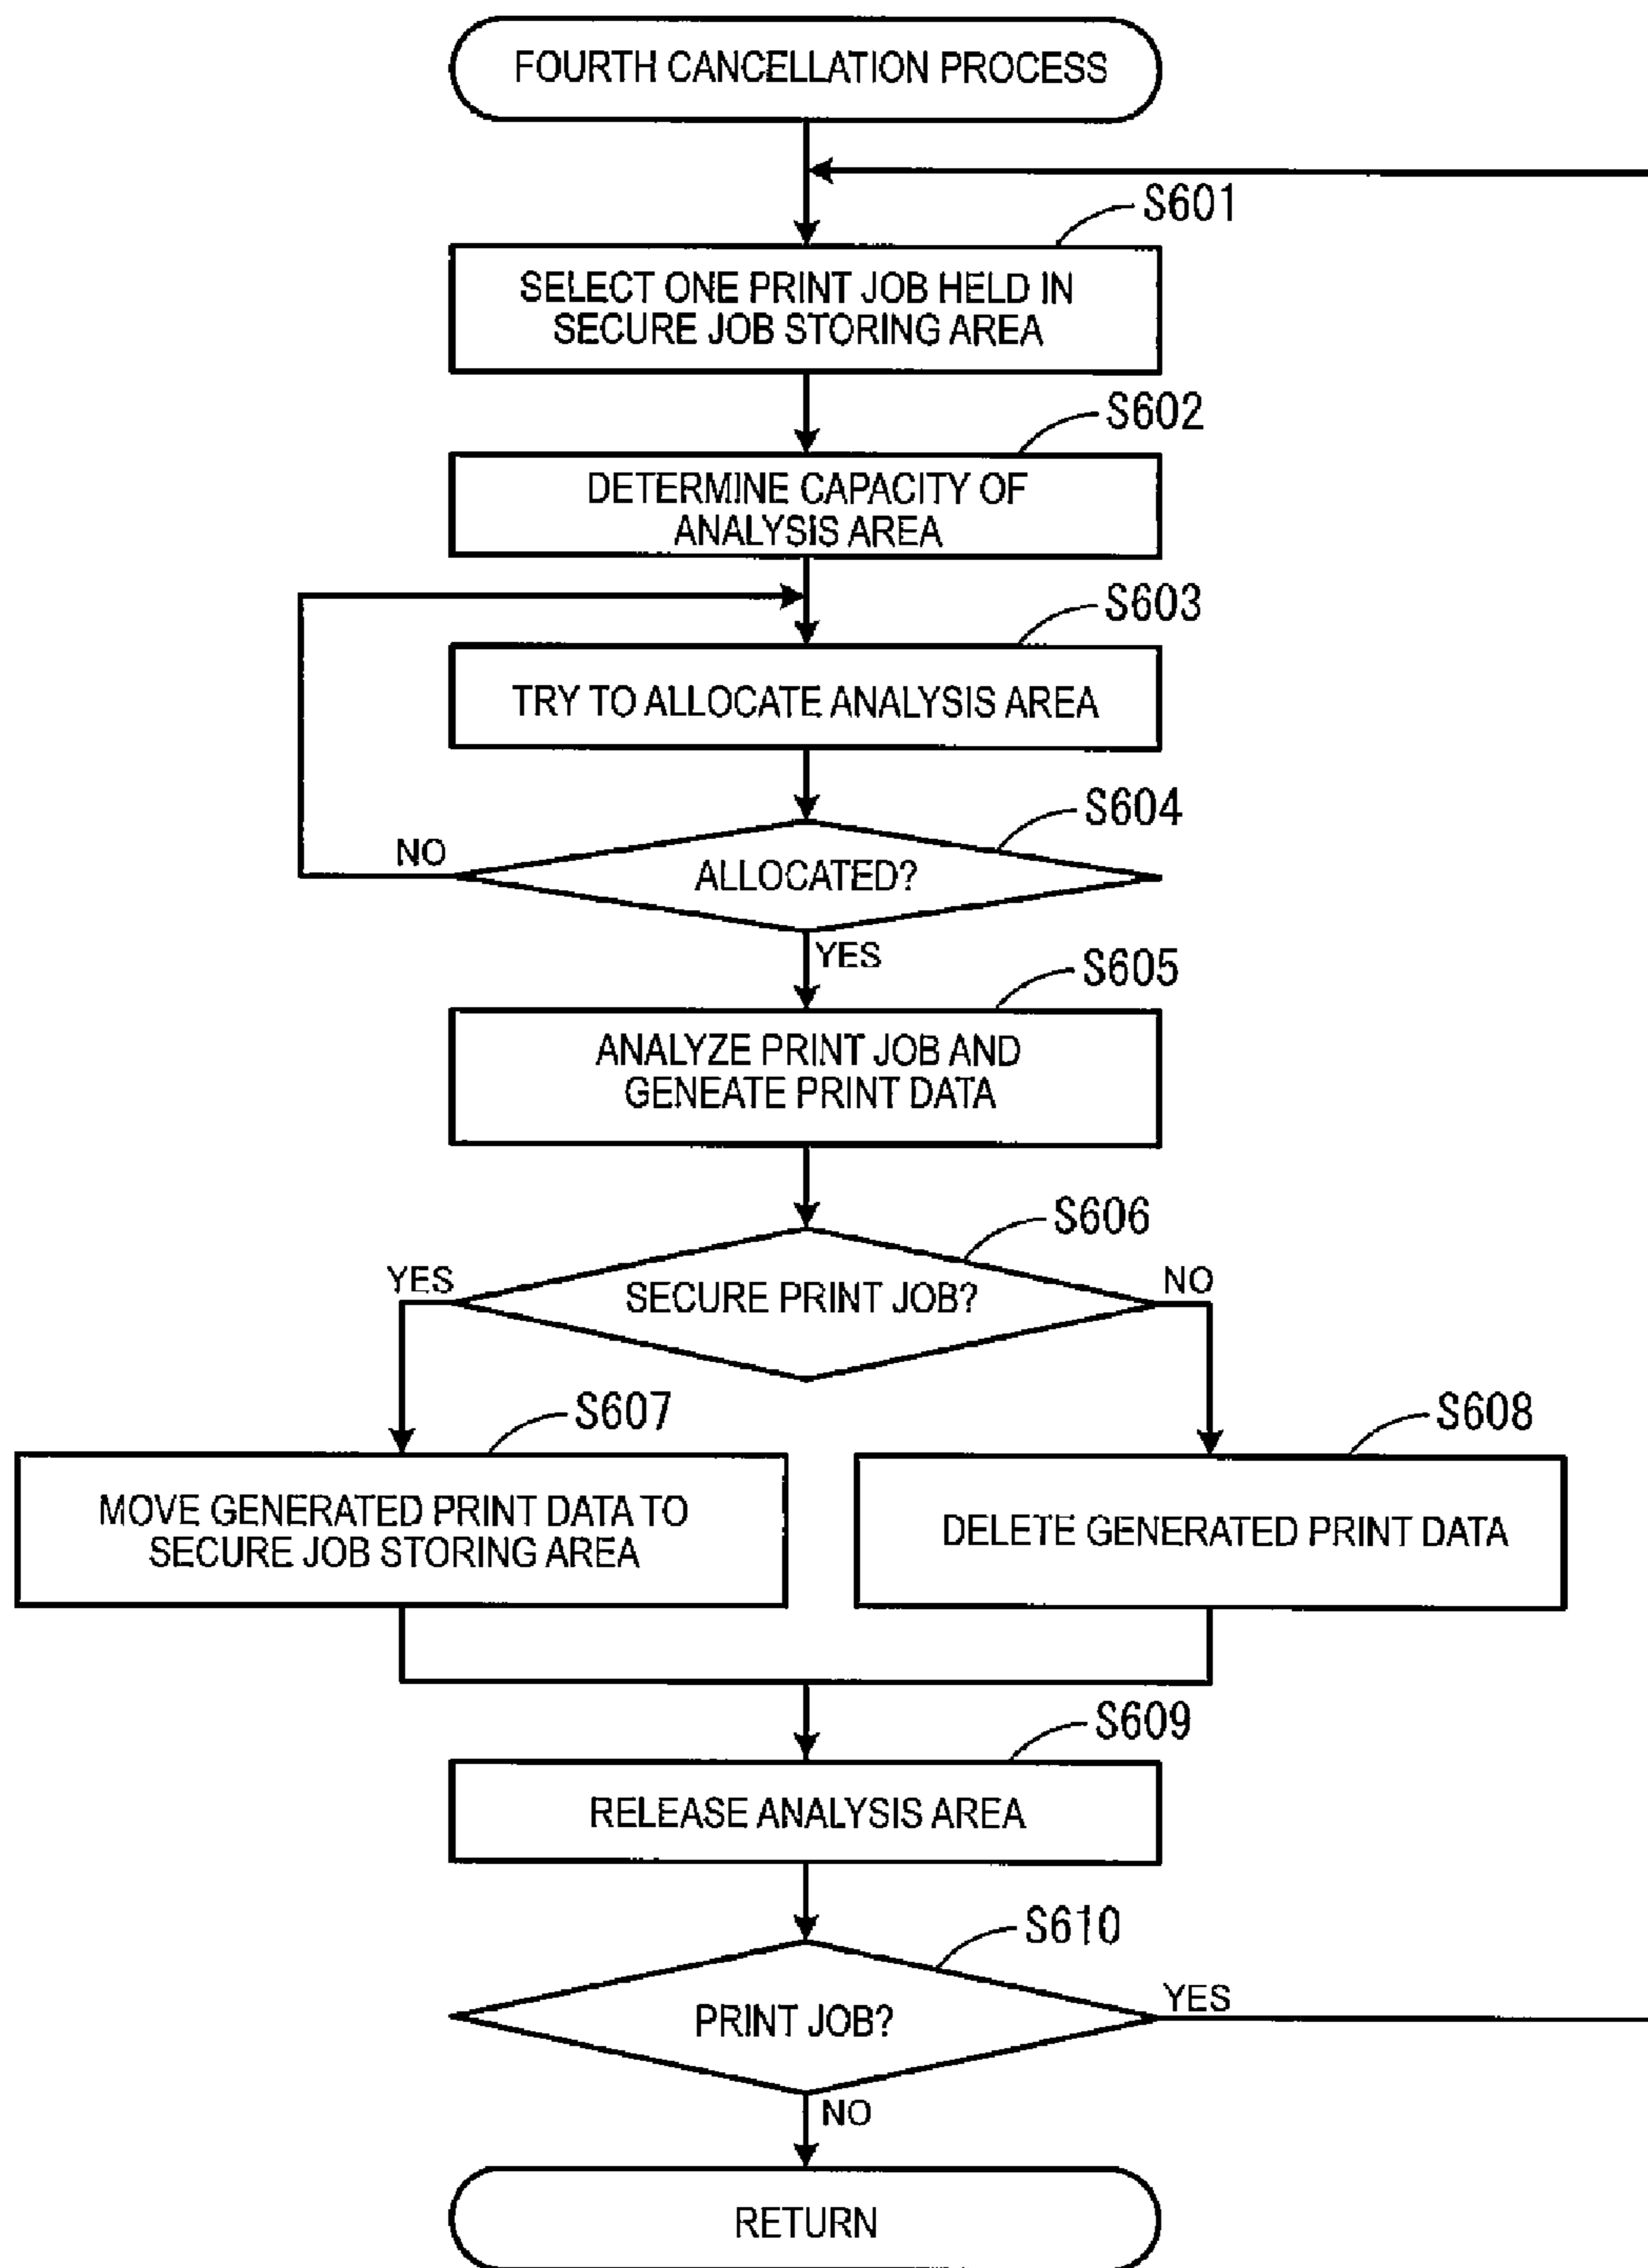 FOURTH CANCELLATION PROCESS
S601
SELECT ONE PRINT JOB HELD IN
SECURE JOB STORING AREA
S602
DETERMINE CAPACITY OF
ANALYSIS AREA
S603
TRY TO ALLOCATE ANALYSIS AREA
S604
NO
ALLOCATED?
YES
S605
ANALYZE PRINT JOB AND
GENEATE PRINT DATA
S606
YES
SECURE PRINT JOB?
NO
S607
S608
MOVE GENERATED PRINT DATA TO
SECURE JOB STORING AREA
DELETE GENERATED PRINT DATA
S609
RELEASE ANALYSIS AREA
S610
PRINT JOB?
YES
NO
RETURN